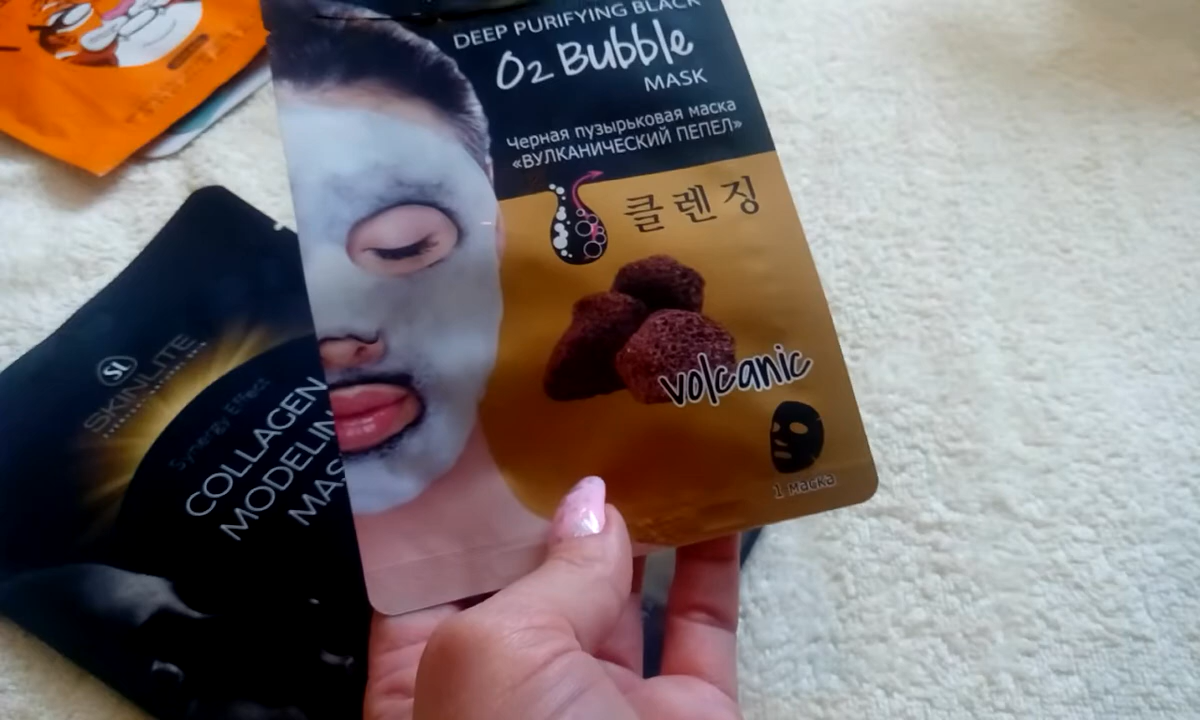 DEEP PURIFYING BLACK
O2 Bubble
MASK
Черная пузырьковая маска
«ВУЛКАНИЧЕСКИЙ ПЕПЕЛ»
클렌징
volcanic
1 маска
SL
SKINLITE
Synergy Effect
COLLAGEN
MODELIN
MAS